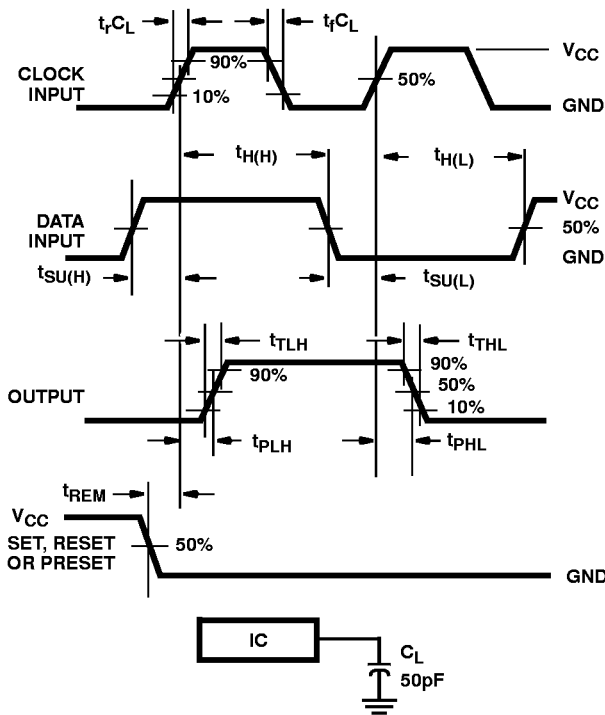 trCL
tfCL
CLOCK
INPUT
90%
10%
50%
VCC
GND
tH(H)
tH(L)
DATA
INPUT
VCC
50%
GND
tSU(H)
tSU(L)
tTLH
tTHL
OUTPUT
90%
90%
50%
10%
tPLH
tPHL
tREM
VCC
SET, RESET
OR PRESET
50%
GND
IC
CL
50pF